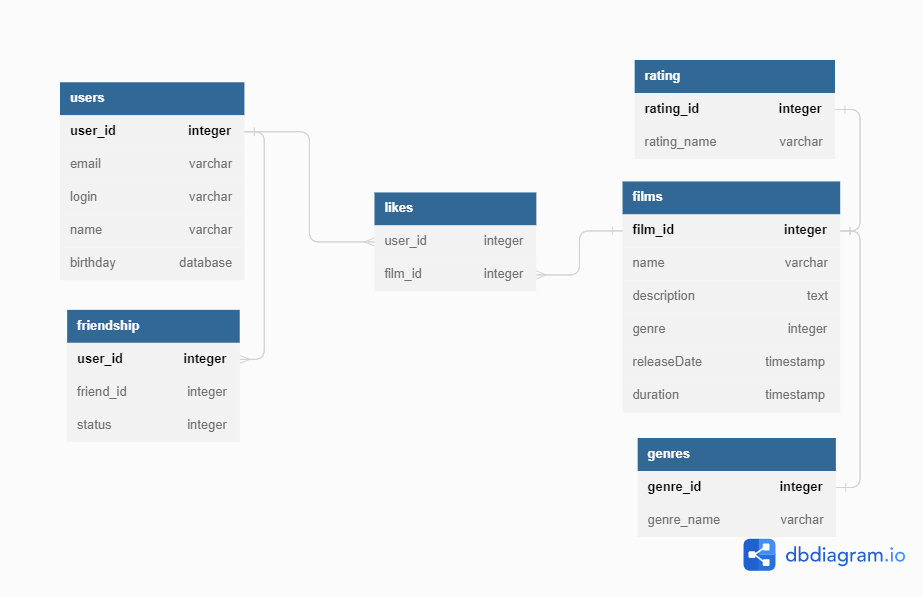 users
user_id integer
email varchar
login varchar
name varchar
birthday database
friendship
user_id integer
friend_id integer
status integer
likes
user_id integer
film_id integer
rating
rating_id integer
rating_name varchar
films
film_id integer
name varchar
description text
genre integer
releaseDate timestamp
duration timestamp
genres
genre_id integer
genre_name varchar
dbdiagram.io